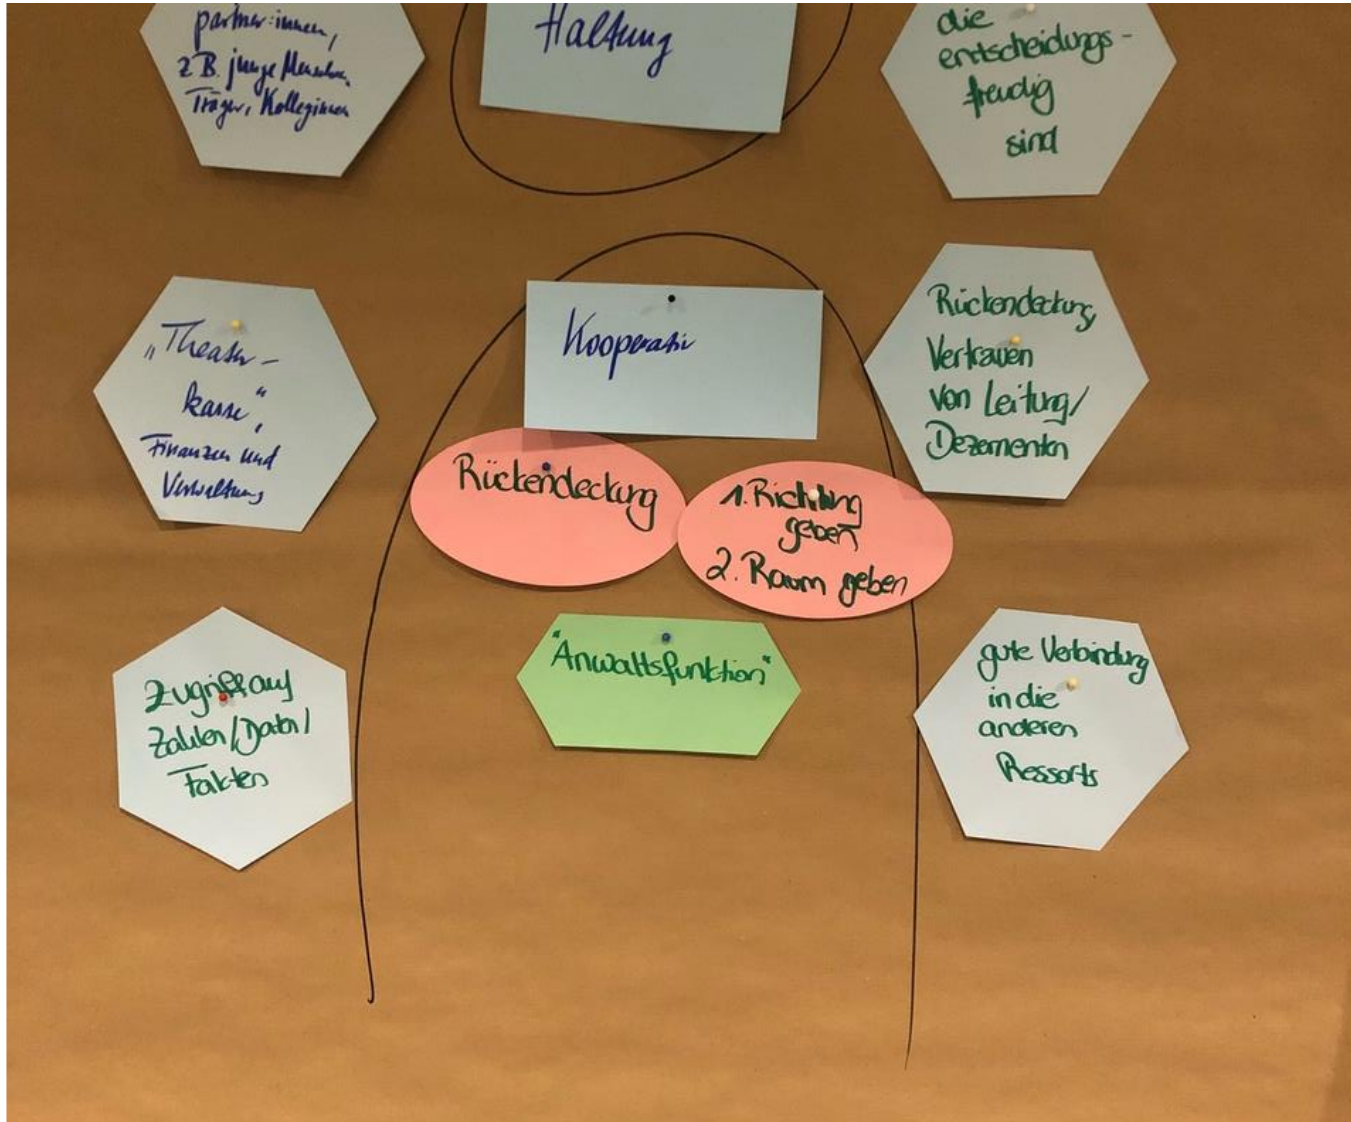 partner:innen,
z.B. junge Menschen,
Träger, Kolleginnen
Haltung
die
entscheidungs-
freudig
sind
"Theater-
kasse",
Finanzen und
Verwaltung
Kooperativ
Rückendeckung,
Vertrauen
von Leitung/
Dezernenten
Rückendeckung
1. Richtung
geben
2. Raum geben
Zugriff auf
Zahlen/Daten/
Fakten
"Anwaltsfunktion"
gute Verbindung
in die
anderen
Ressorts